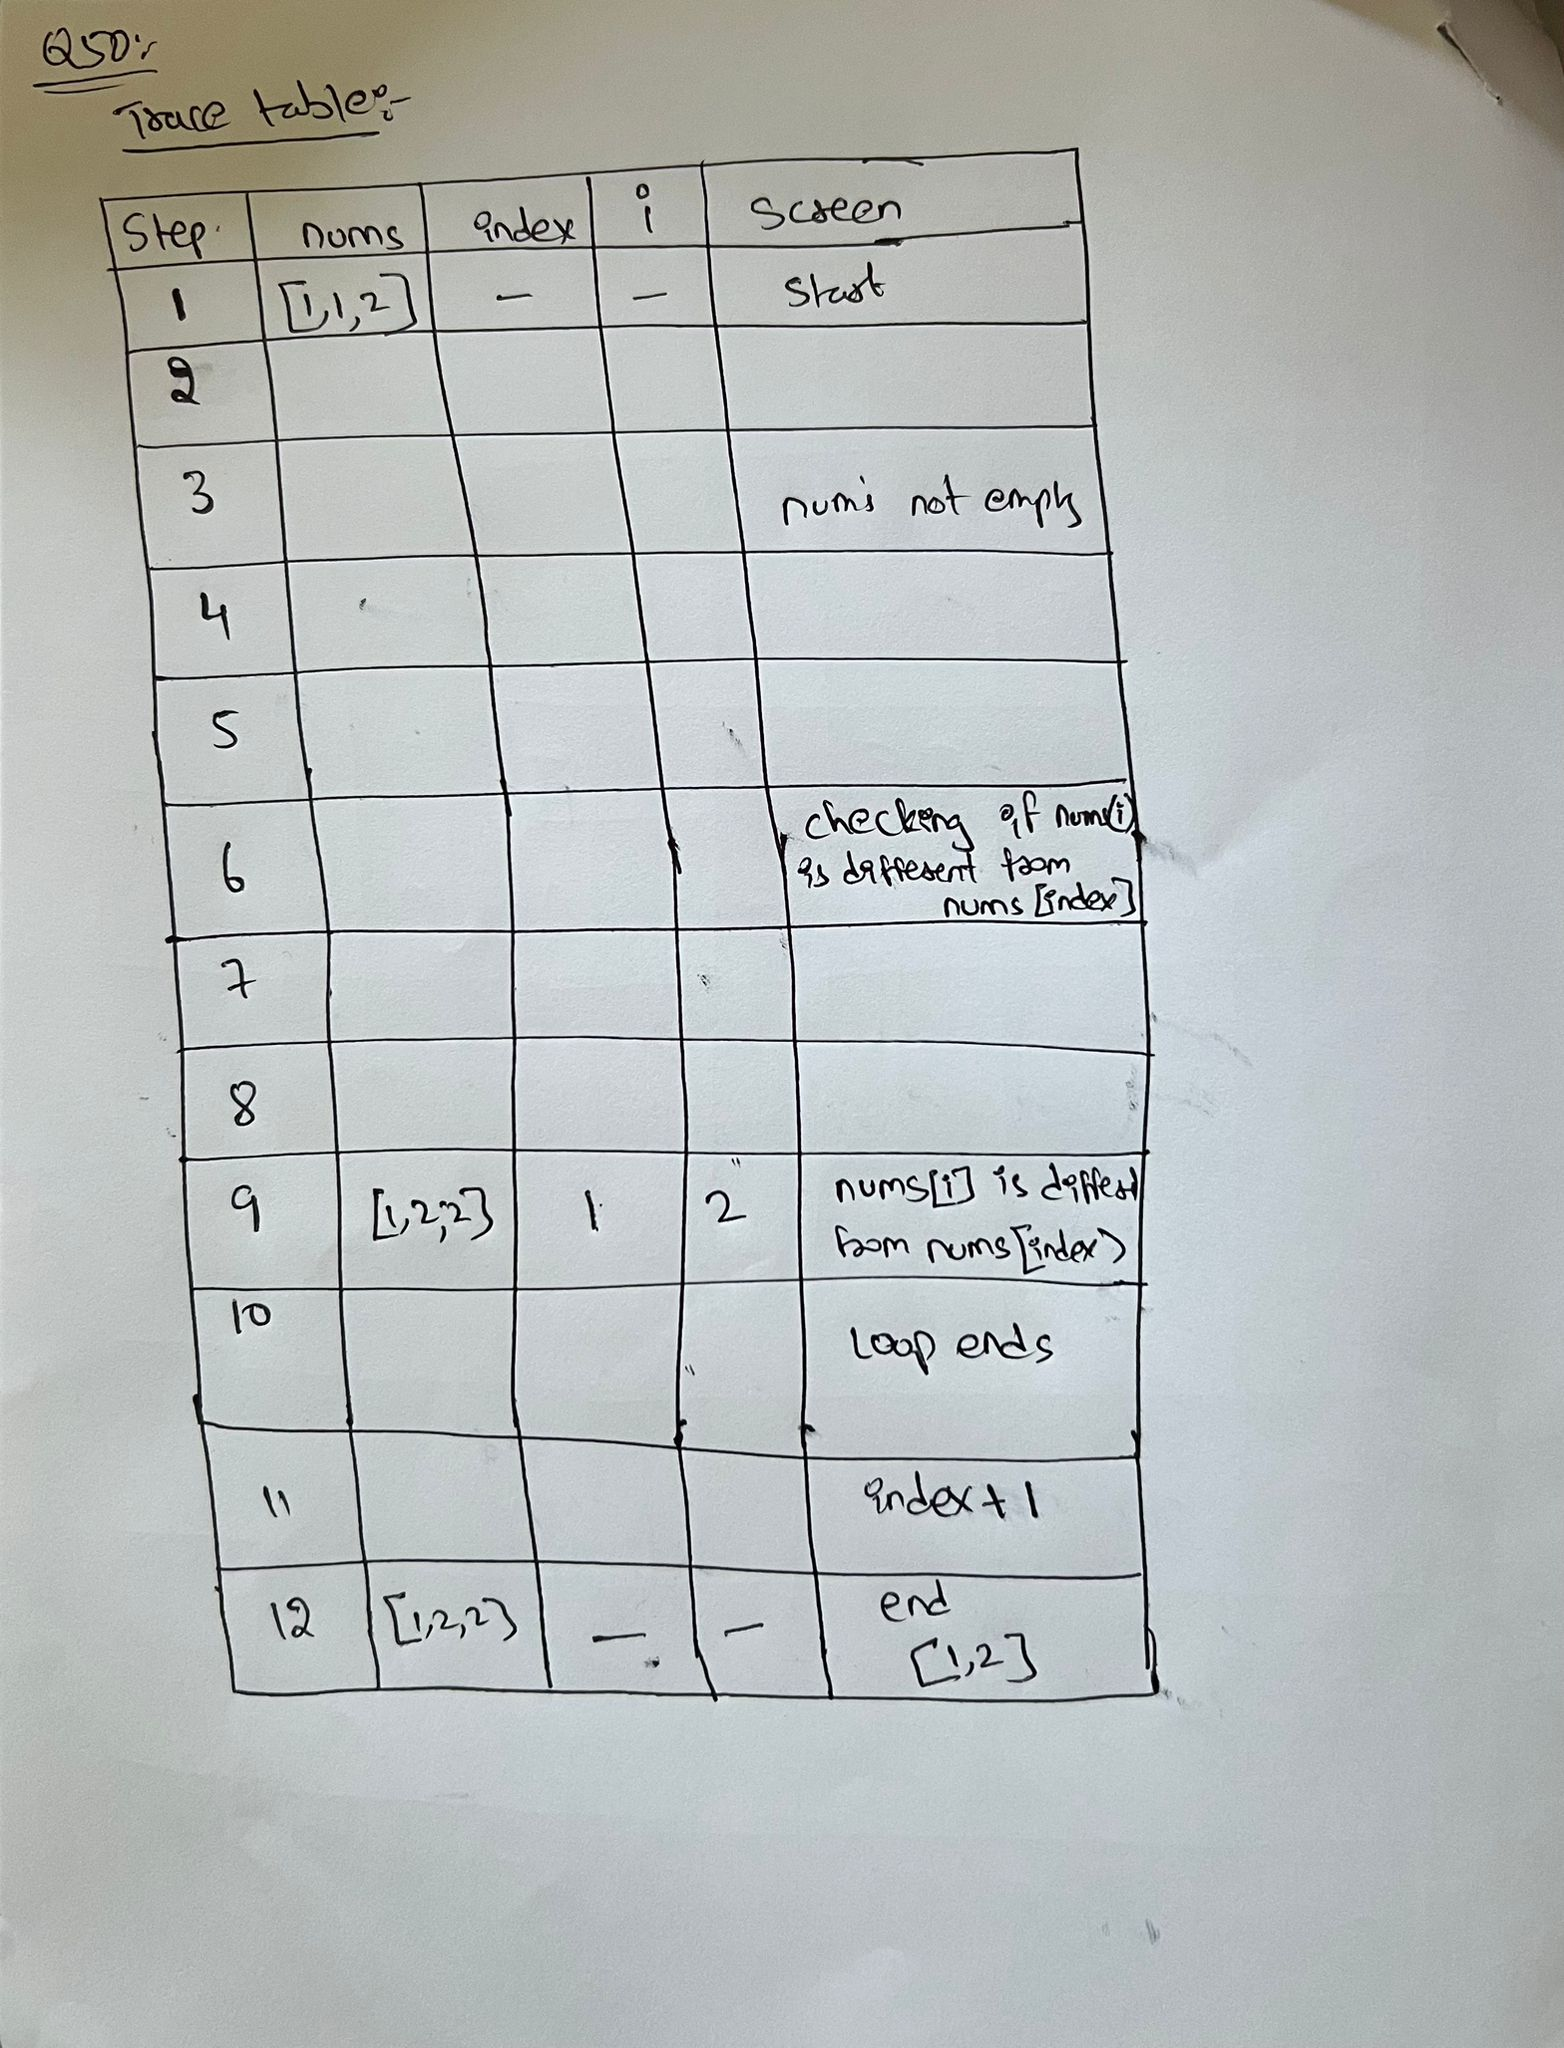 Q50:-
Trace table:-
Step nums index i Screen
1 [1,1,2] — — Start
2
3 num's not empty
4
5
6 checking if nums(i)
is different from
nums [index]
7
8
9 [1,2,2] 1 2 nums[i] is different
from nums [index]
10 Loop ends
11 index + 1
12 [1,2,2] — — end
[1,2]